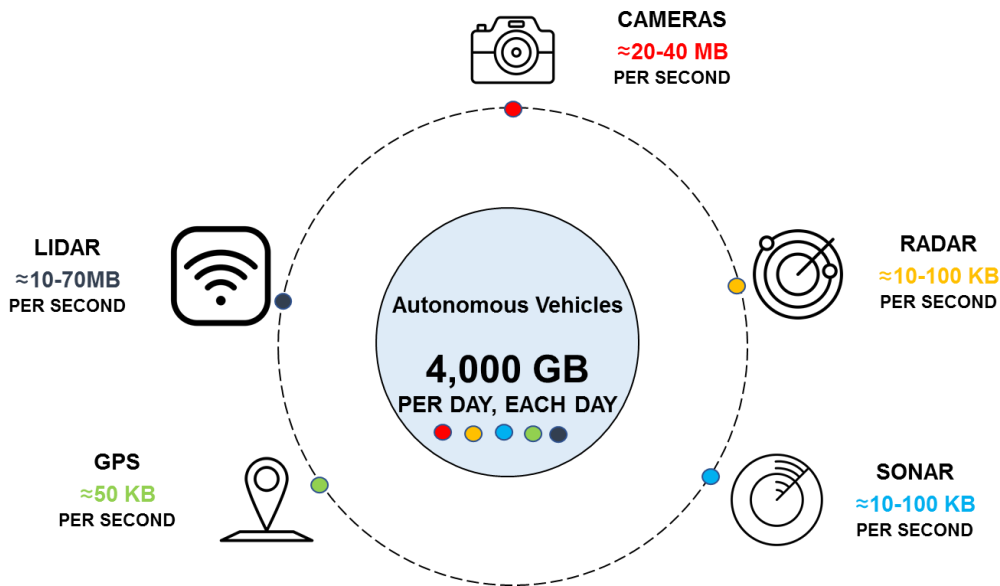 CAMERAS
≈20-40 MB
PER SECOND
LIDAR
≈10-70MB
PER SECOND
RADAR
≈10-100 KB
PER SECOND
Autonomous Vehicles
4,000 GB
PER DAY, EACH DAY
GPS
≈50 KB
PER SECOND
SONAR
≈10-100 KB
PER SECOND